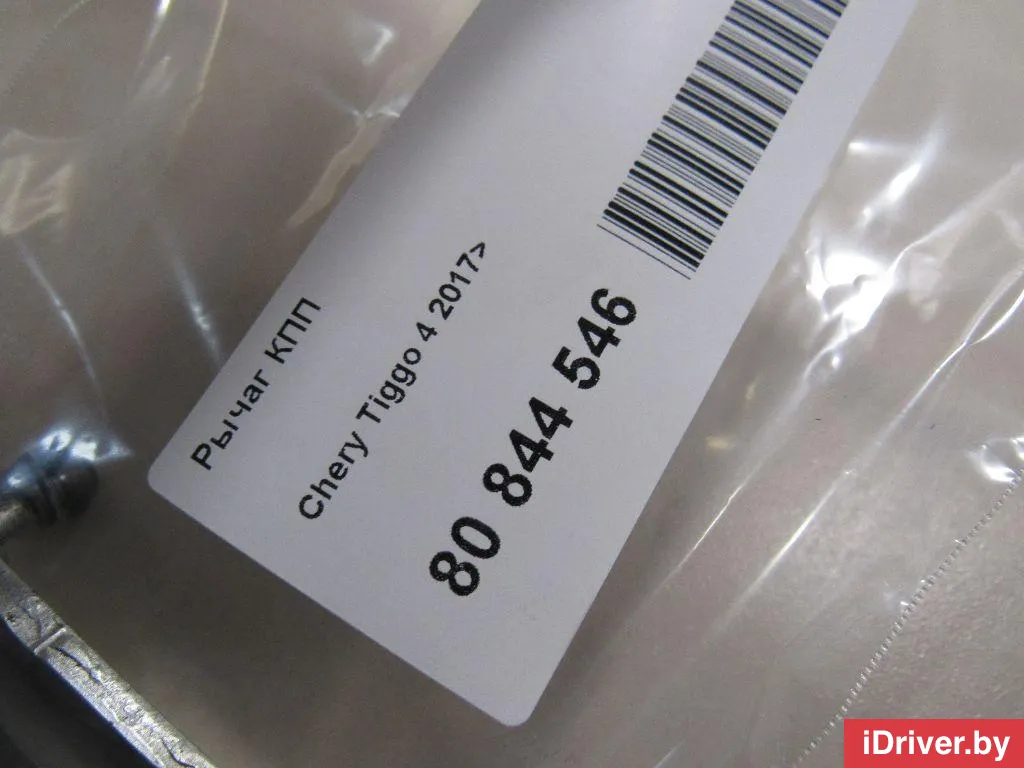 Рычаг КПП
Chery Tiggo 4 2017>
80 844 546
iDriver.by